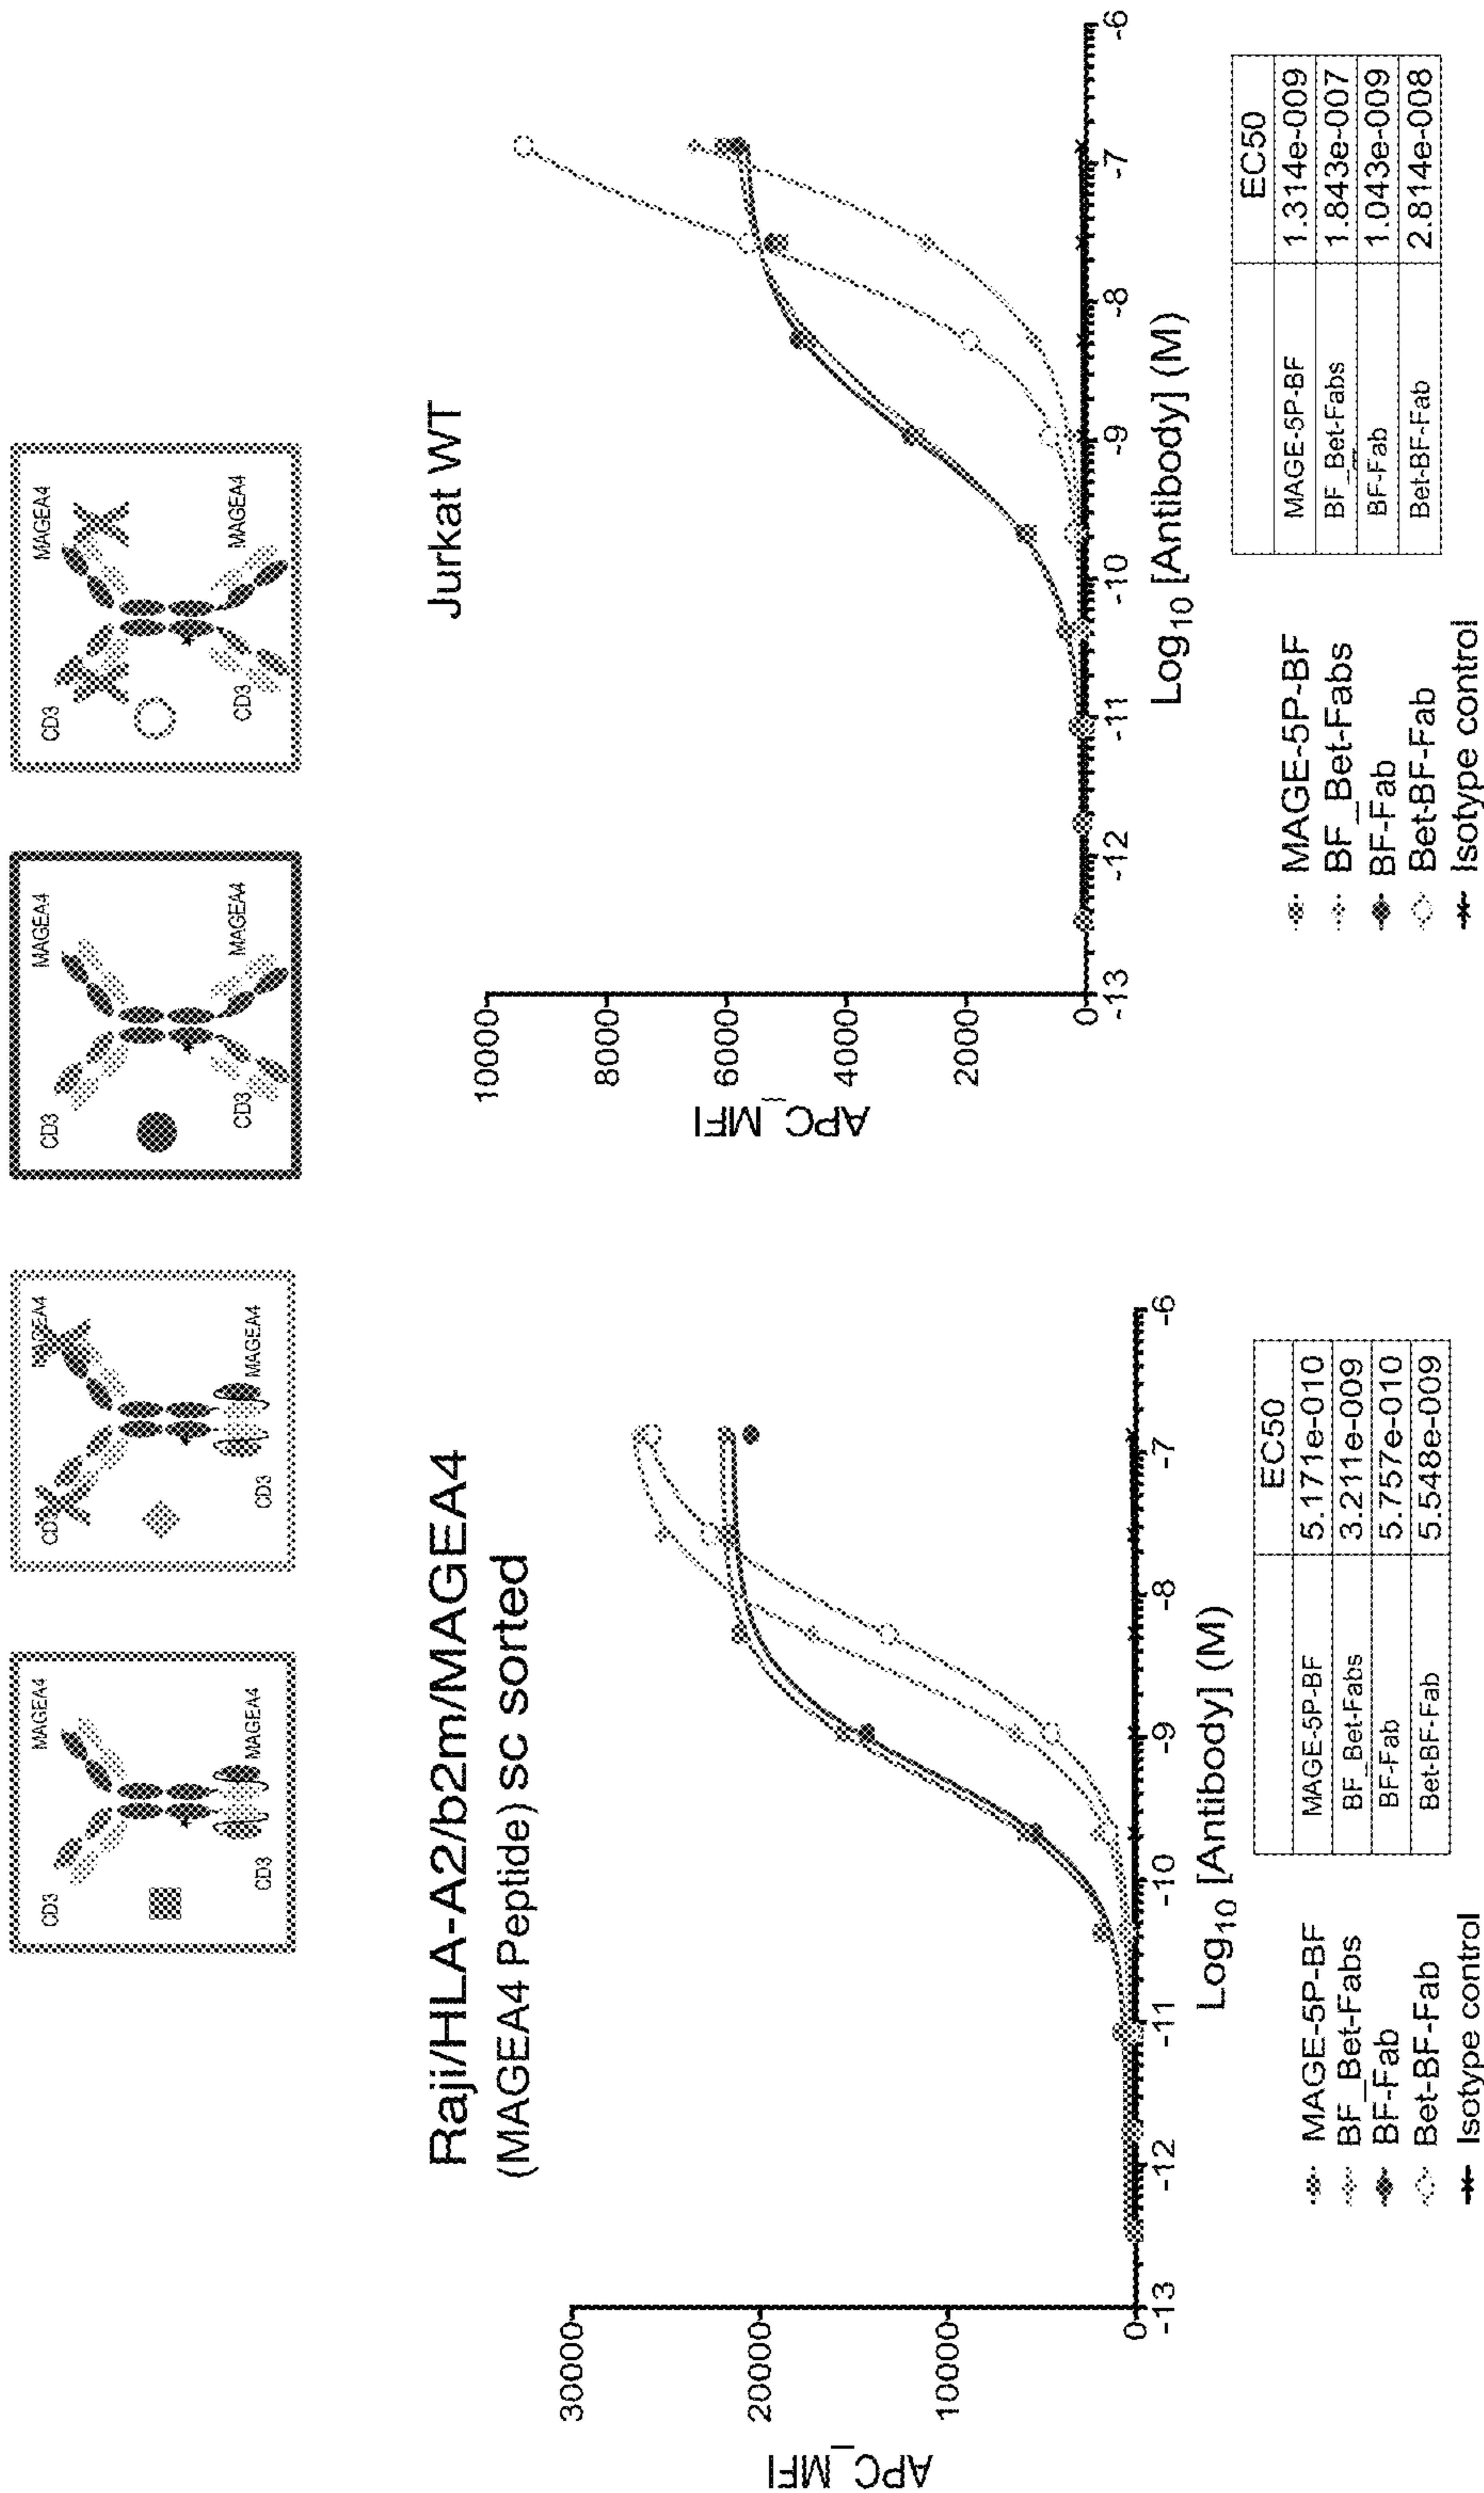 CD3
MAGEA4
CD3
MAGEA4
CD3
MAGEA4
CD3
MAGEA4
CD3
MAGEA4
CD3
MAGEA4
CD3
MAGEA4
CD3
MAGEA4
Raji/HLA-A2/b2m/MAGEA4
(MAGEA4 Peptide) sc sorted
30000
20000
10000
0
APC_MFI
-13 -12 -11 -10 -9 -8 -7 -6
Log10 [Antibody] (M)
MAGE-5P-BF
BF_Bet-Fabs
BF-Fab
Bet-BF-Fab
Isotype control
EC50
MAGE-5P-BF 5.171e-010
BF_Bet-Fabs 3.211e-009
BF-Fab 5.757e-010
Bet-BF-Fab 5.548e-009
Jurkat WT
10000
8000
6000
4000
2000
0
APC_MFI
-13 -12 -11 -10 -9 -8 -7 -6
Log10 [Antibody] (M)
MAGE-5P-BF
BF_Bet-Fabs
BF-Fab
Bet-BF-Fab
Isotype control
EC50
MAGE-5P-BF 1.314e-009
BF_Bet-Fabs 1.843e-007
BF-Fab 1.043e-009
Bet-BF-Fab 2.814e-008